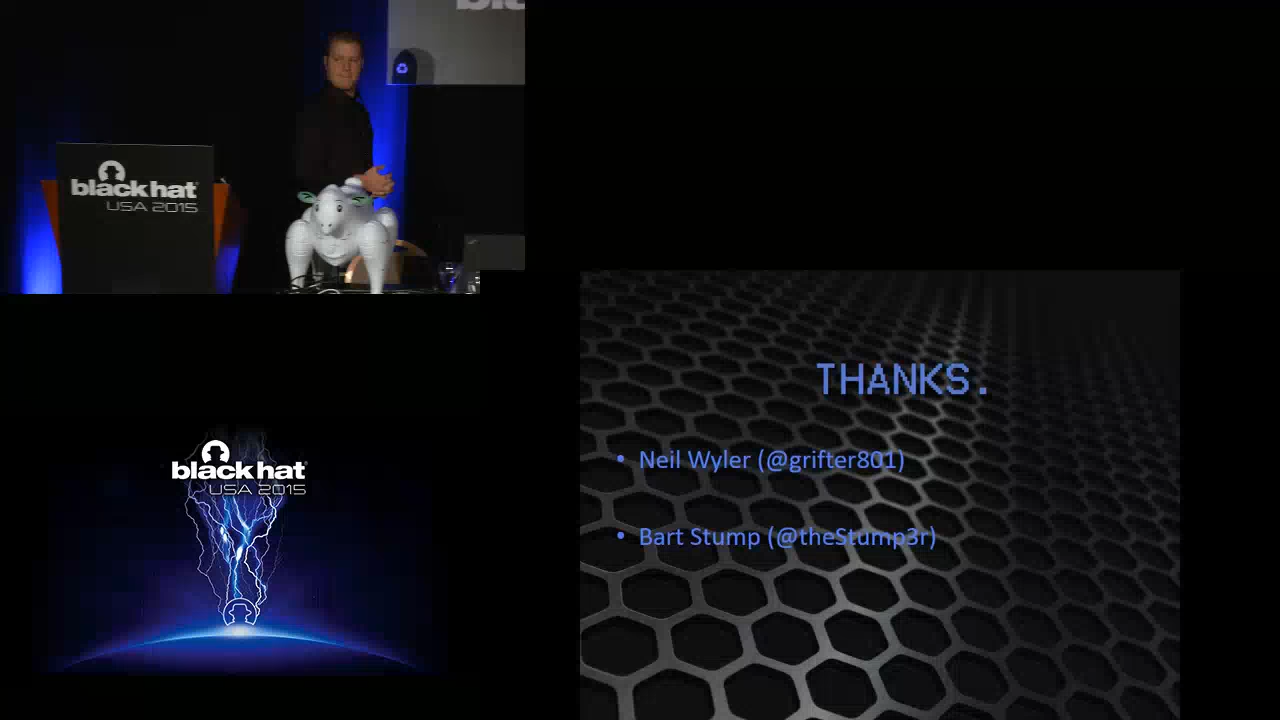 black hat
USA 2015
THANKS.
• Neil Wyler (@grifter801)
• Bart Stump (@theStump3r)
black hat
USA 2015